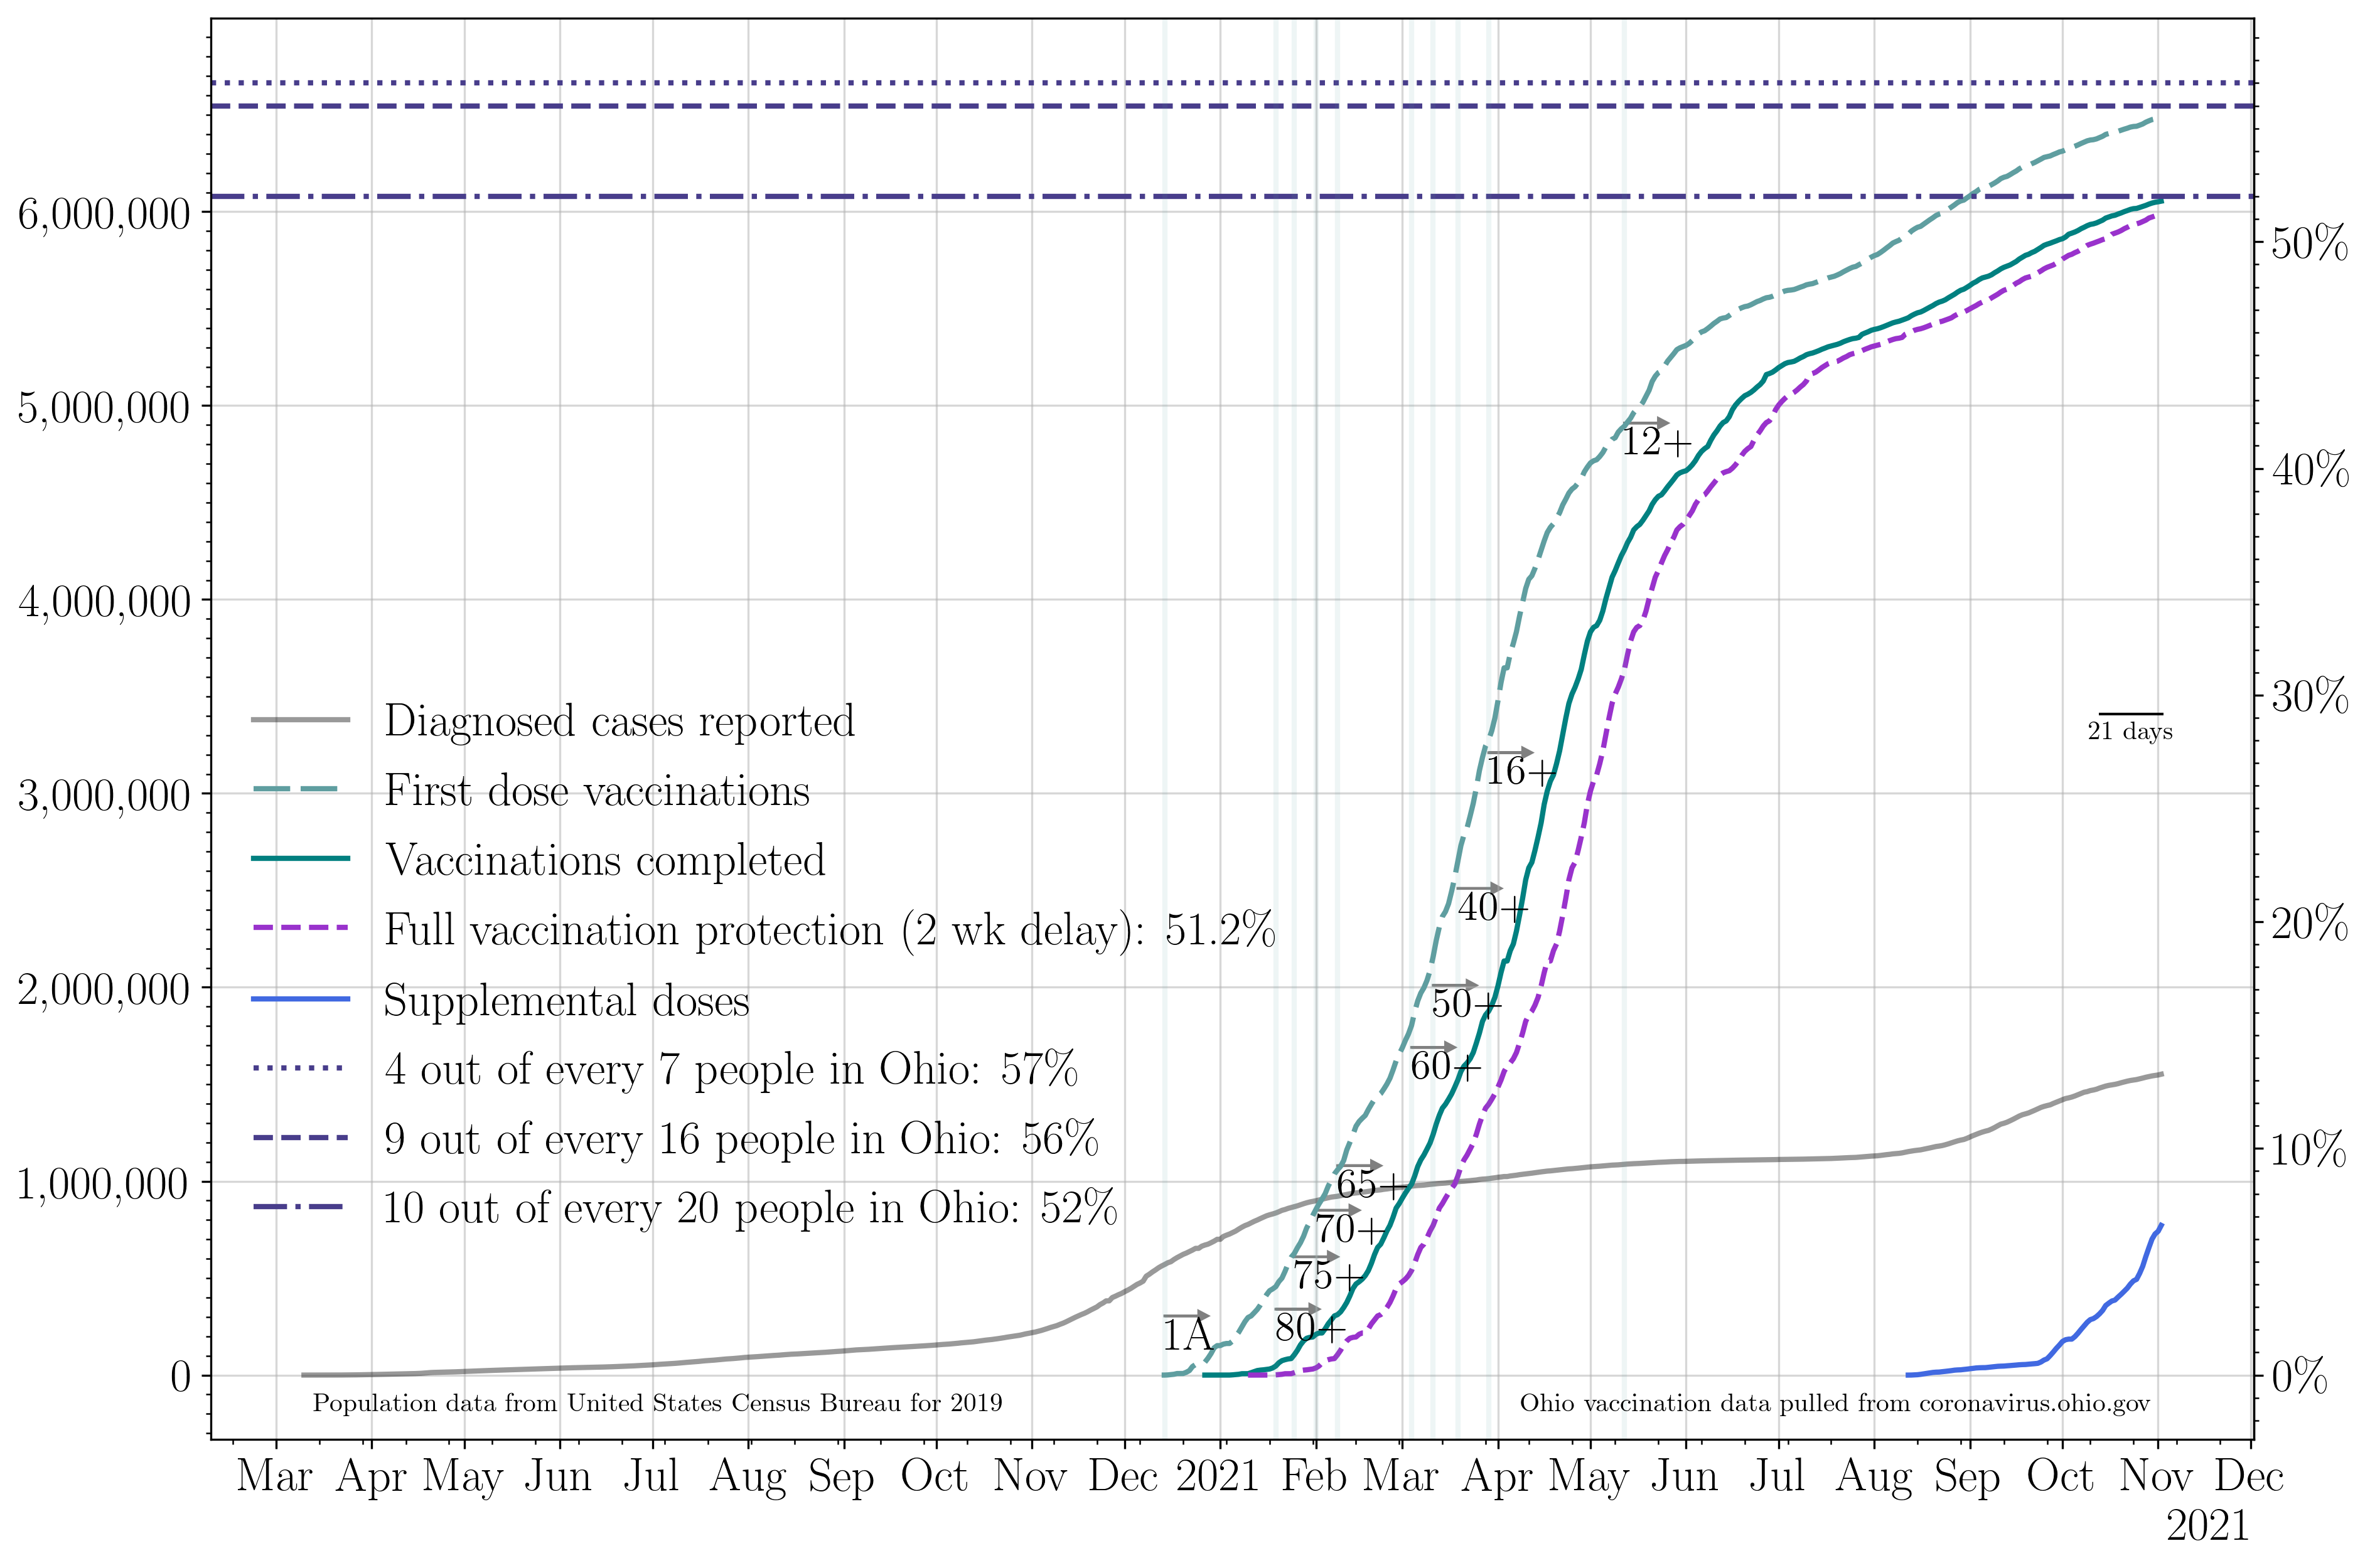 6,000,000
5,000,000
4,000,000
3,000,000
2,000,000
1,000,000
0
50%
40%
30%
20%
10%
0%
Diagnosed cases reported
First dose vaccinations
Vaccinations completed
Full vaccination protection (2 wk delay): 51.2%
Supplemental doses
4 out of every 7 people in Ohio: 57%
9 out of every 16 people in Ohio: 56%
10 out of every 20 people in Ohio: 52%
12+
16+
40+
50+
60+
65+
70+
75+
80+
1A
21 days
Population data from United States Census Bureau for 2019
Ohio vaccination data pulled from coronavirus.ohio.gov
Mar Apr May Jun Jul Aug Sep Oct Nov Dec 2021 Feb Mar Apr May Jun Jul Aug Sep Oct Nov Dec
2021